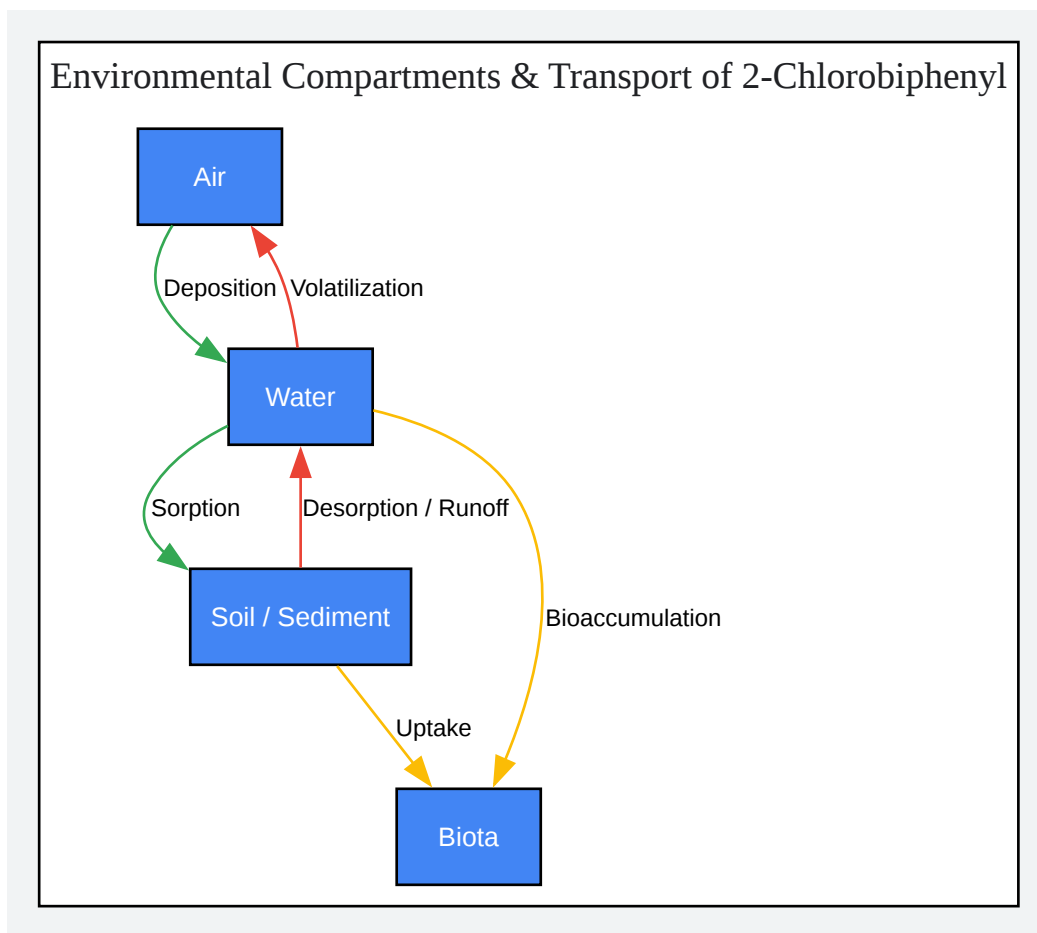 Environmental Compartments & Transport of 2-Chlorobiphenyl
Air
Deposition
Volatilization
Water
Sorption
Desorption / Runoff
Soil / Sediment
Bioaccumulation
Uptake
Biota